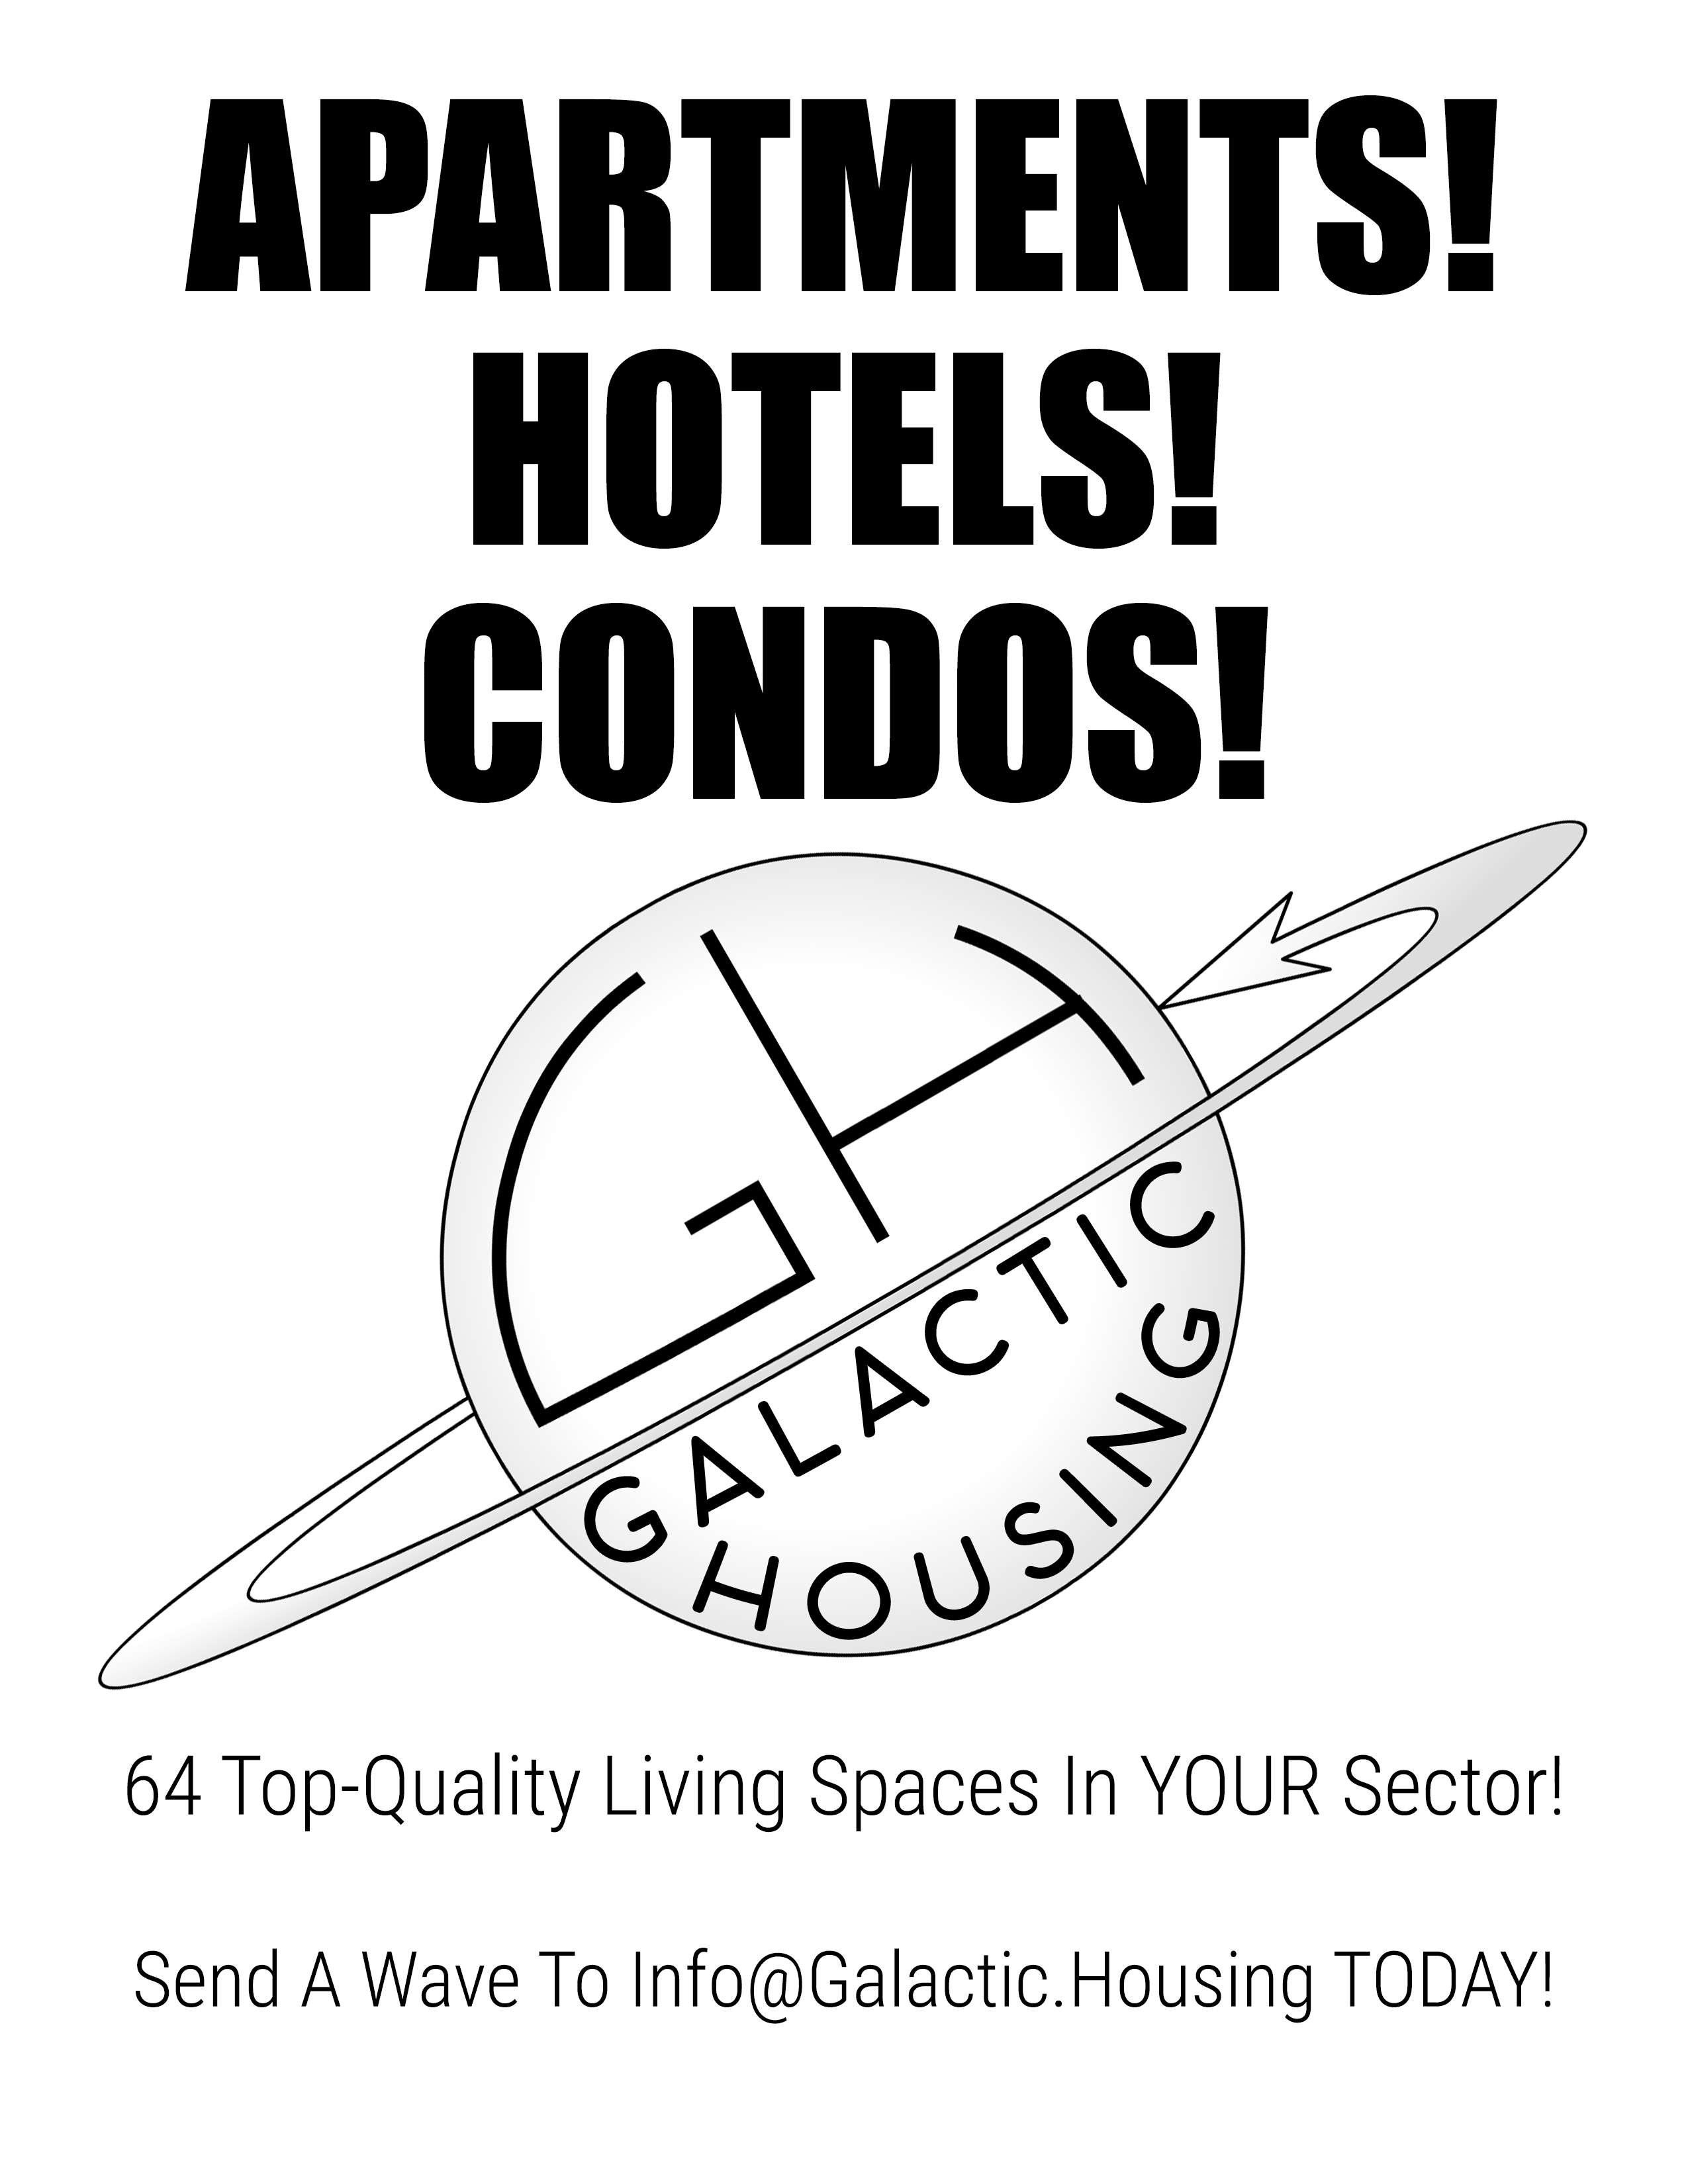 APARTMENTS!
HOTELS!
CONDOS!
GH
GALACTIC
HOUSING
64 Top-Quality Living Spaces In YOUR Sector!
Send A Wave To Info@Galactic.Housing TODAY!